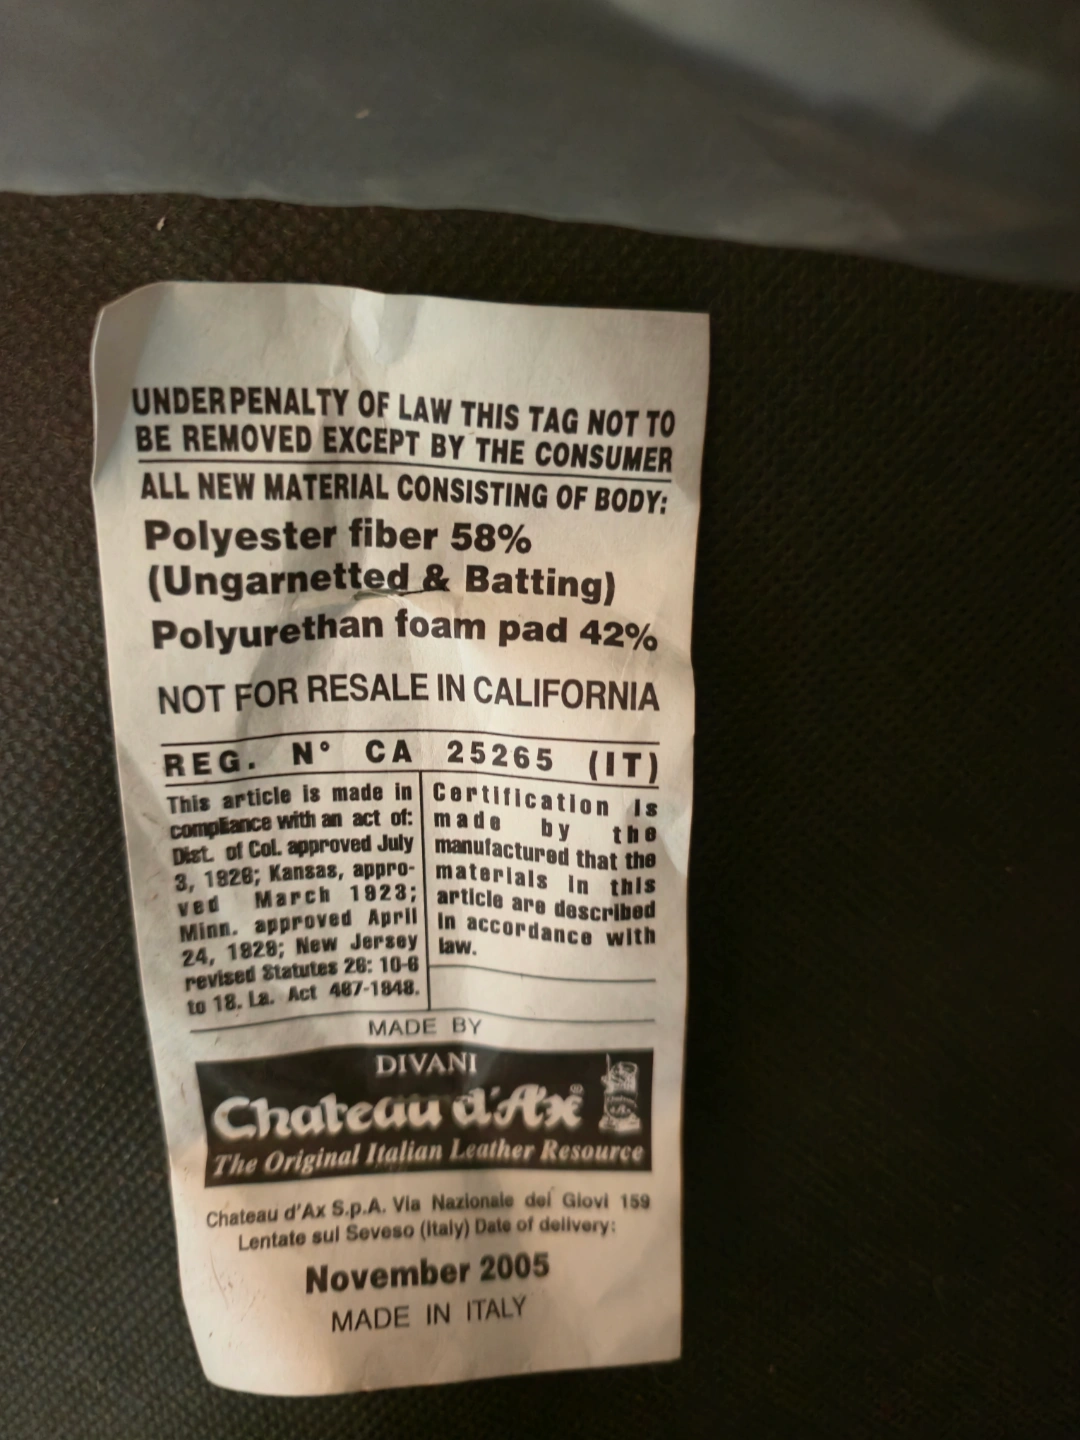 UNDER PENALTY OF LAW THIS TAG NOT TO
BE REMOVED EXCEPT BY THE CONSUMER
ALL NEW MATERIAL CONSISTING OF BODY:
Polyester fiber 58%
(Ungarnetted & Batting)
Polyurethan foam pad 42%
NOT FOR RESALE IN CALIFORNIA
REG. N° CA 25265 (IT)
This article is made in
compliance with an act of:
Dist. of Col. approved July
3, 1926; Kansas, appro-
ved March 1923;
Minn. approved April
24, 1929; New Jersey
revised Statutes 26: 10-6
to 18. La. Act 467-1948.
Certification is
made by the
manufactured that the
materials in this
article are described
in accordance with
law.
MADE BY
DIVANI
Chateau d'Ax®
The Original Italian Leather Resource
Chateau d'Ax S.p.A. Via Nazionale dei Giovi 159
Lentate sul Seveso (Italy) Date of delivery:
November 2005
MADE IN ITALY